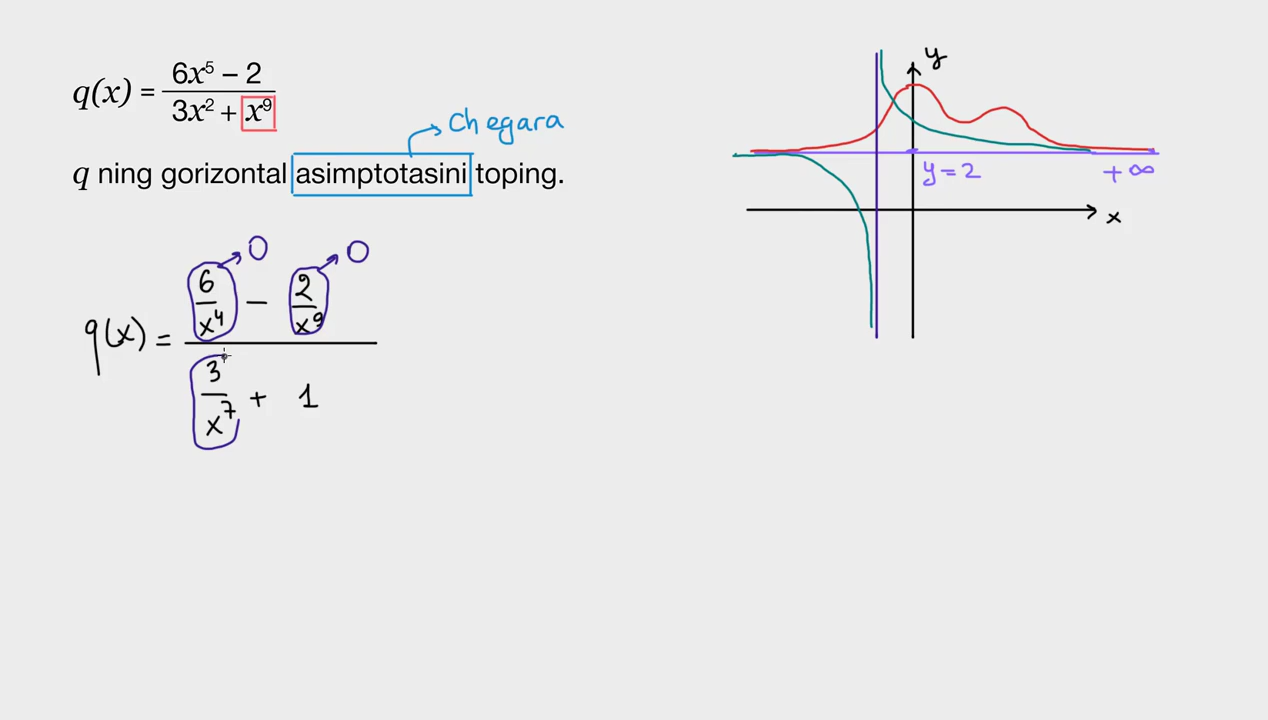 q(x) = (6x⁵ − 2)/(3x² + x⁹)
Chegara
q ning gorizontal asimptotasini toping.
q(x) = (6/x⁴ − 2/x⁹)/(3/x⁷ + 1)
0
0
y
y = 2
+∞
x